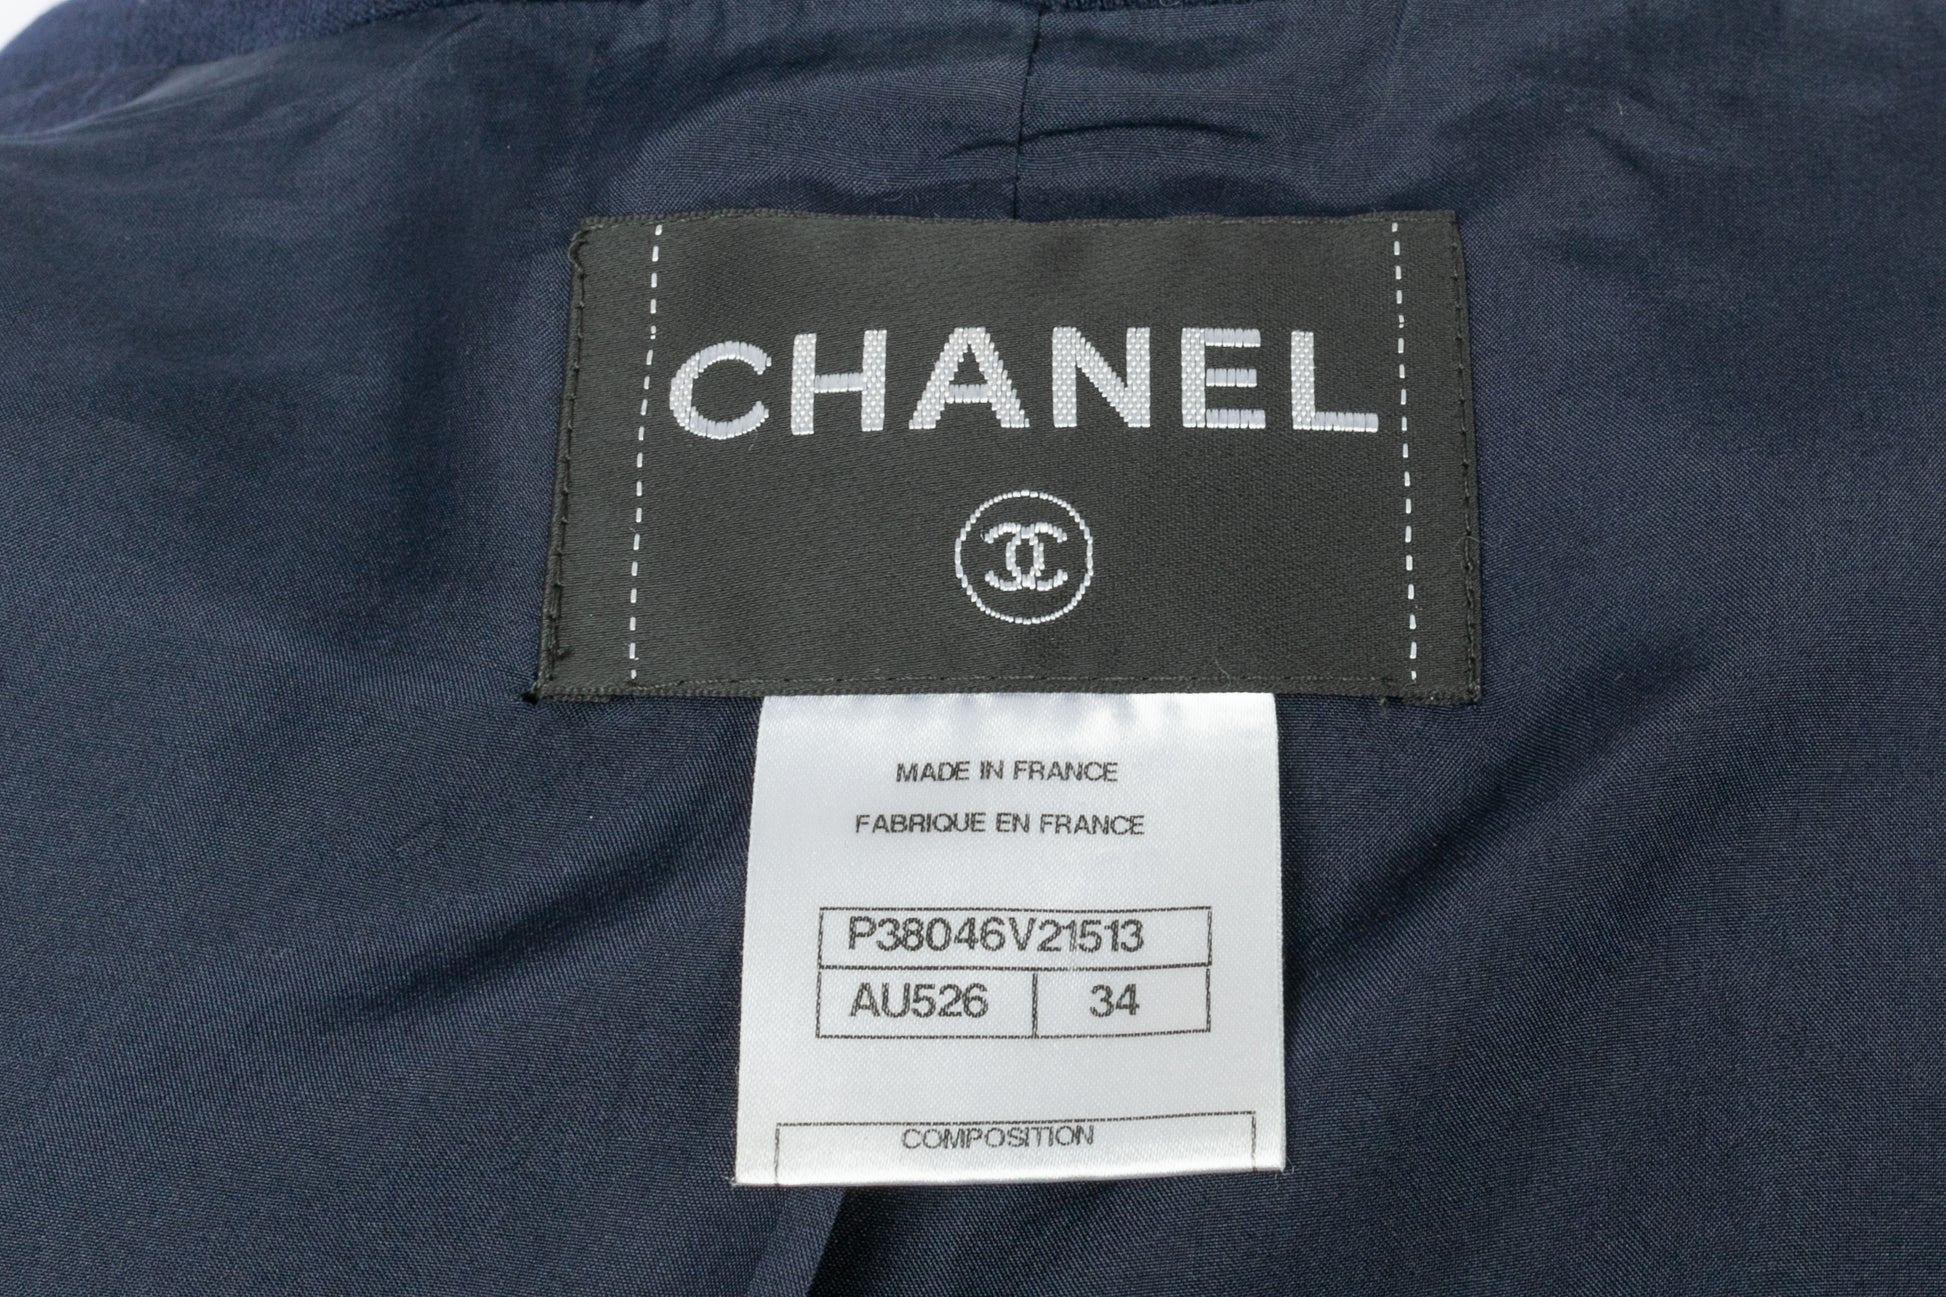 CHANEL
MADE IN FRANCE
FABRIQUE EN FRANCE
P38046V21513
AU526 34
COMPOSITION